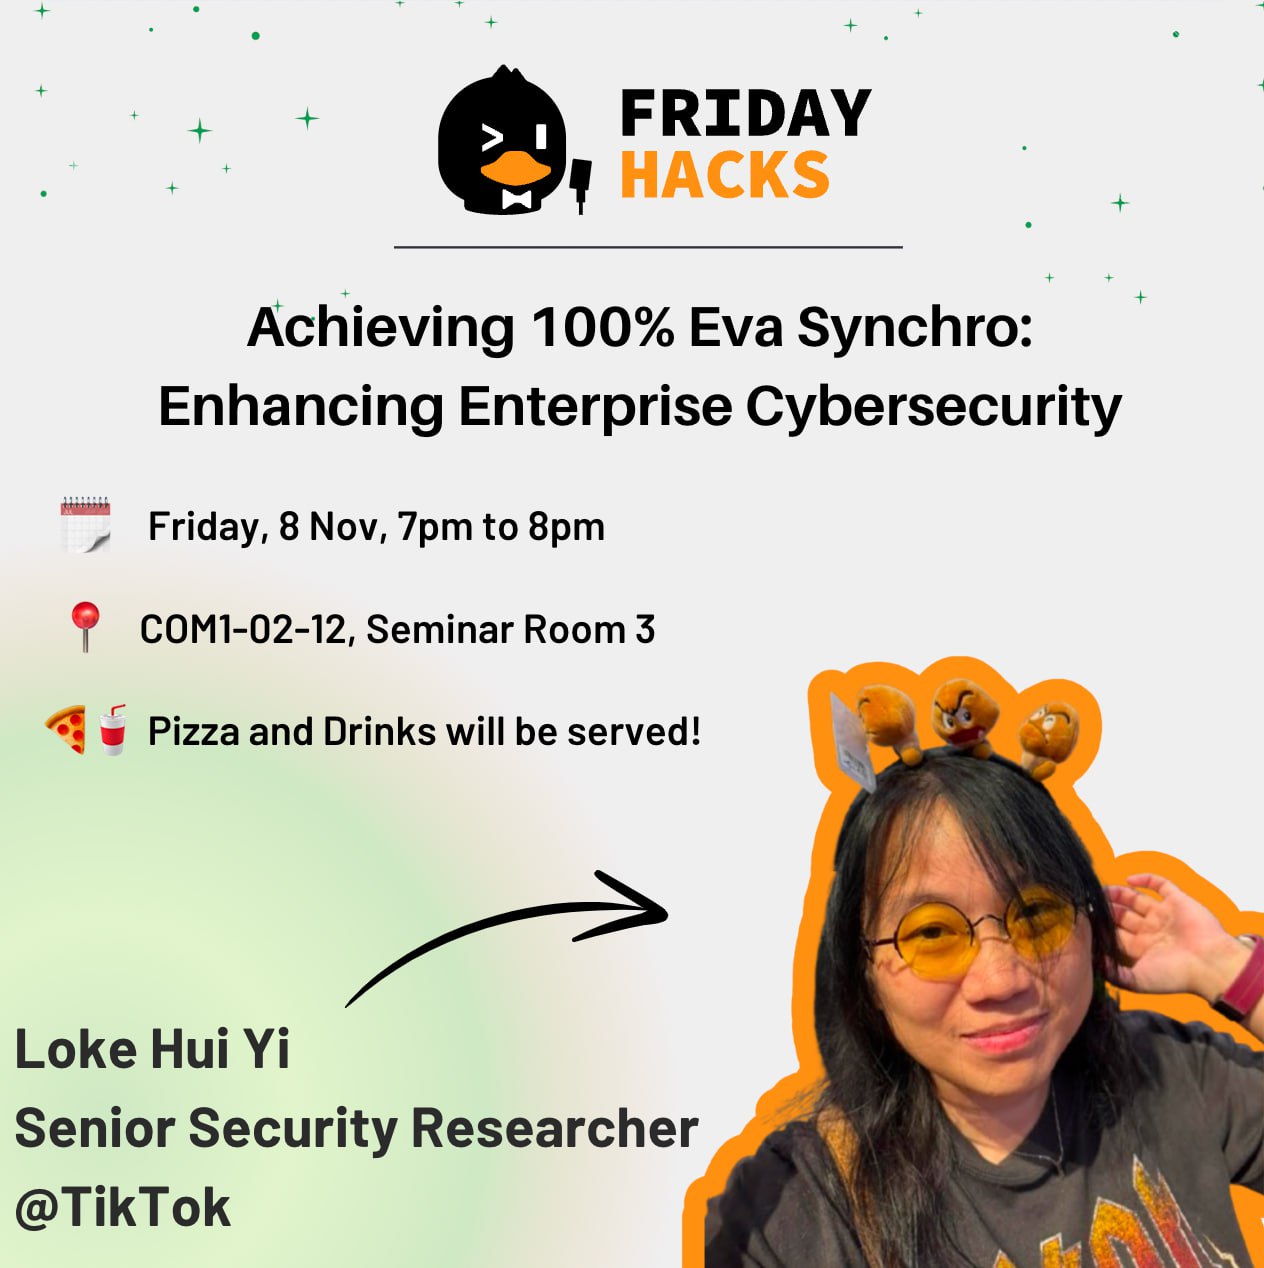 FRIDAY
HACKS
Achieving 100% Eva Synchro:
Enhancing Enterprise Cybersecurity
Friday, 8 Nov, 7pm to 8pm
COM1-02-12, Seminar Room 3
Pizza and Drinks will be served!
Loke Hui Yi
Senior Security Researcher
@TikTok